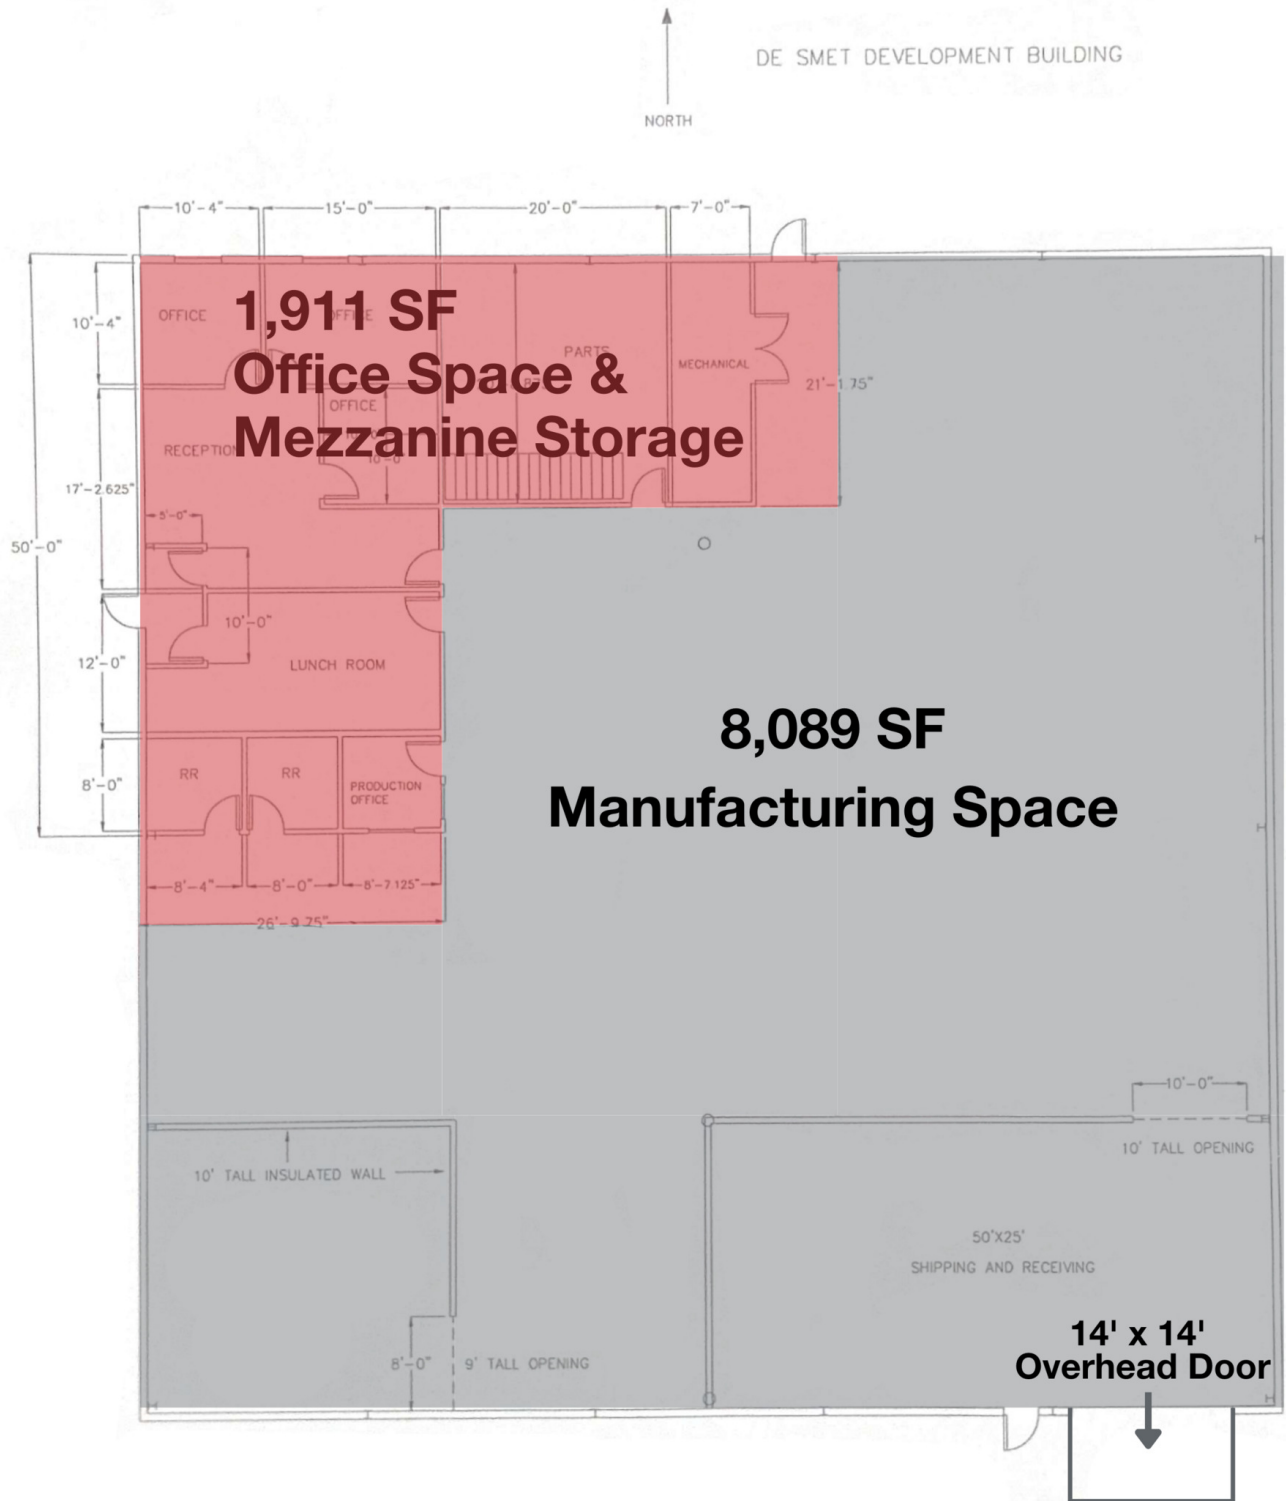 DE SMET DEVELOPMENT BUILDING
NORTH
10'-4"
15'-0"
20'-0"
7'-0"
OFFICE
OFFICE
1,911 SF
Office Space &
Mezzanine Storage
10'-4"
PARTS
MECHANICAL
21'-1.75"
OFFICE
RECEPTION
10'-0"
17'-2.625"
5'-0"
50'-0"
10'-0"
12'-0"
LUNCH ROOM
8,089 SF
Manufacturing Space
8'-0"
RR
RR
PRODUCTION
OFFICE
8'-4"
8'-0"
8'-7.125"
26'-9.75"
10'-0"
10' TALL OPENING
10' TALL INSULATED WALL
50'X25'
SHIPPING AND RECEIVING
14' x 14'
Overhead Door
8'-0"
9' TALL OPENING